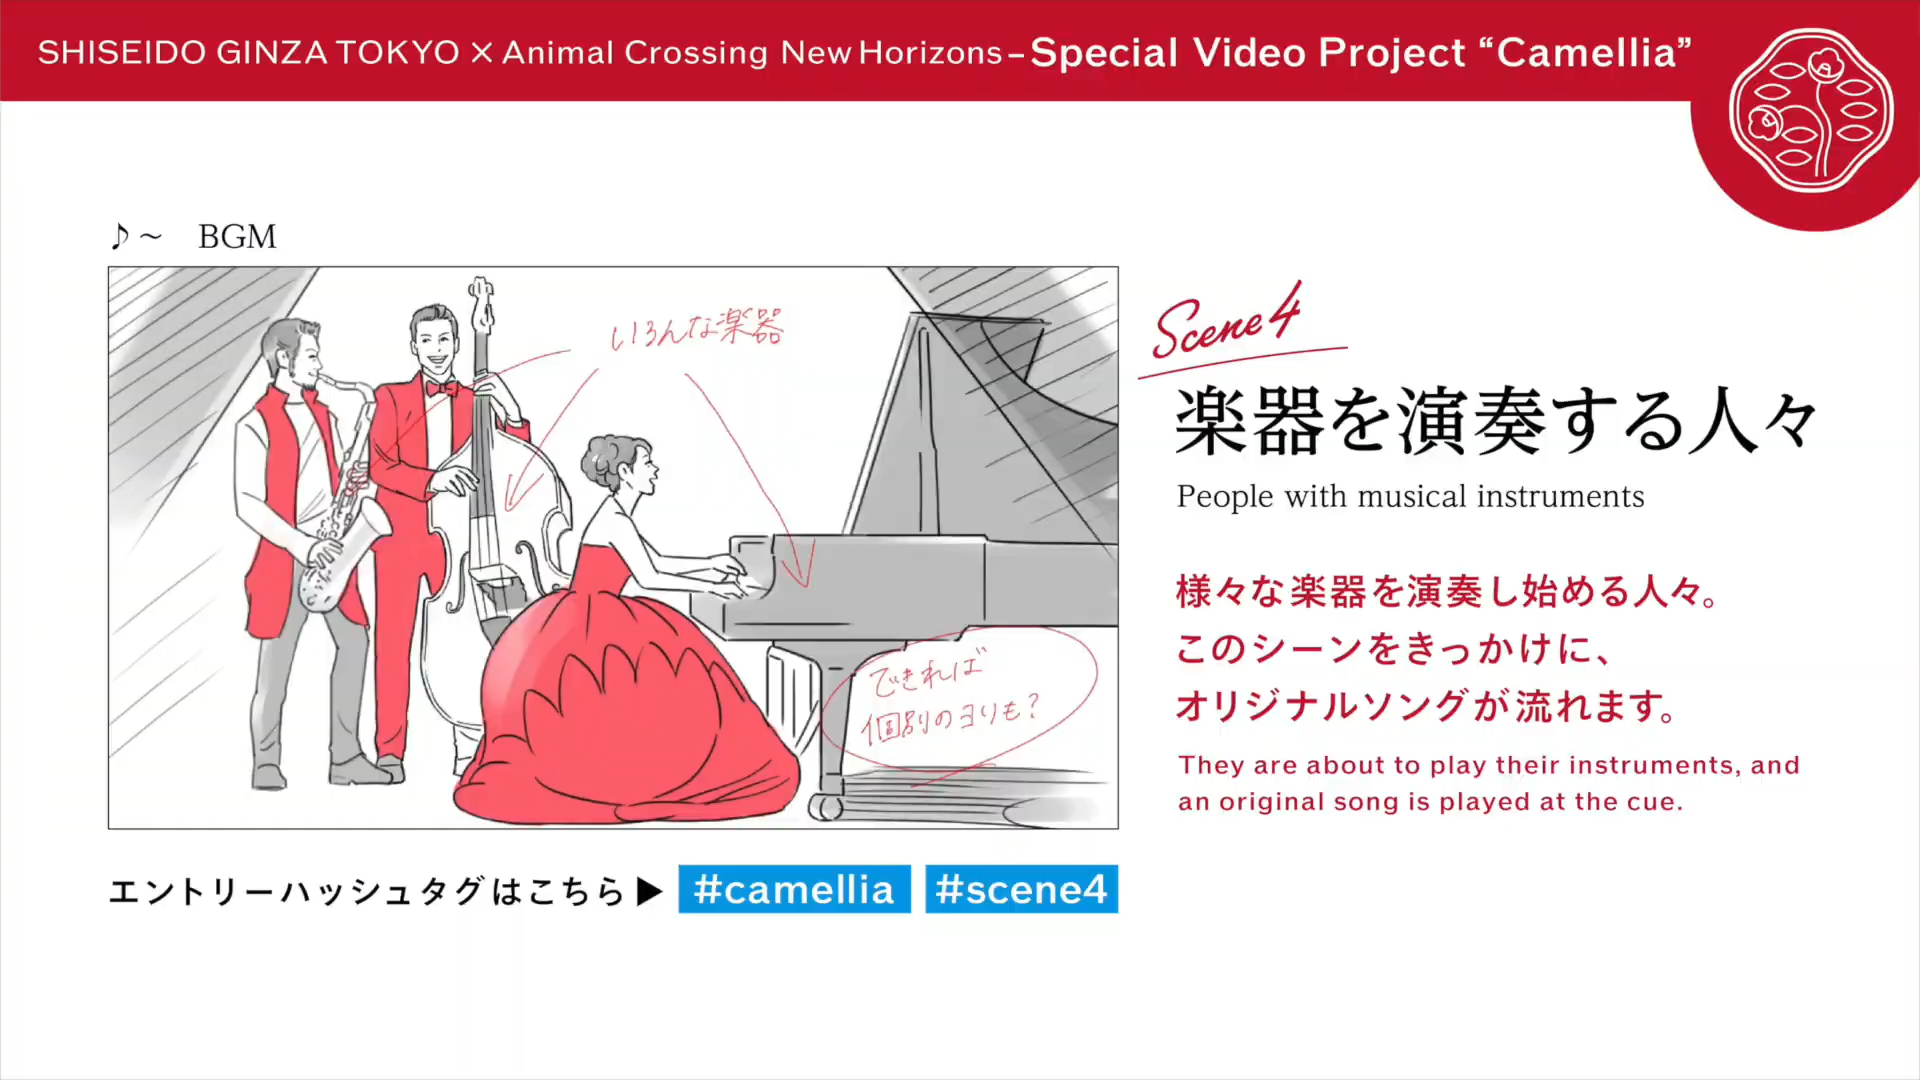 SHISEIDO GINZA TOKYO × Animal Crossing New Horizons – Special Video Project “Camellia”
♪～　BGM
いろんな楽器
できれば
個別のヨリも?
Scene 4
楽器を演奏する人々
People with musical instruments
様々な楽器を演奏し始める人々。
このシーンをきっかけに、
オリジナルソングが流れます。
They are about to play their instruments, and
an original song is played at the cue.
エントリーハッシュタグはこちら▶ #camellia #scene4